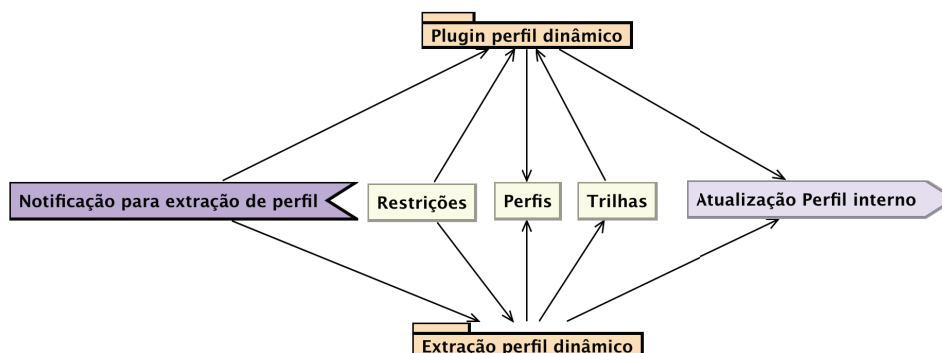 Plugin perfil dinâmico
Notificação para extração de perfil
Restrições
Perfis
Trilhas
Atualização Perfil interno
Extração perfil dinâmico